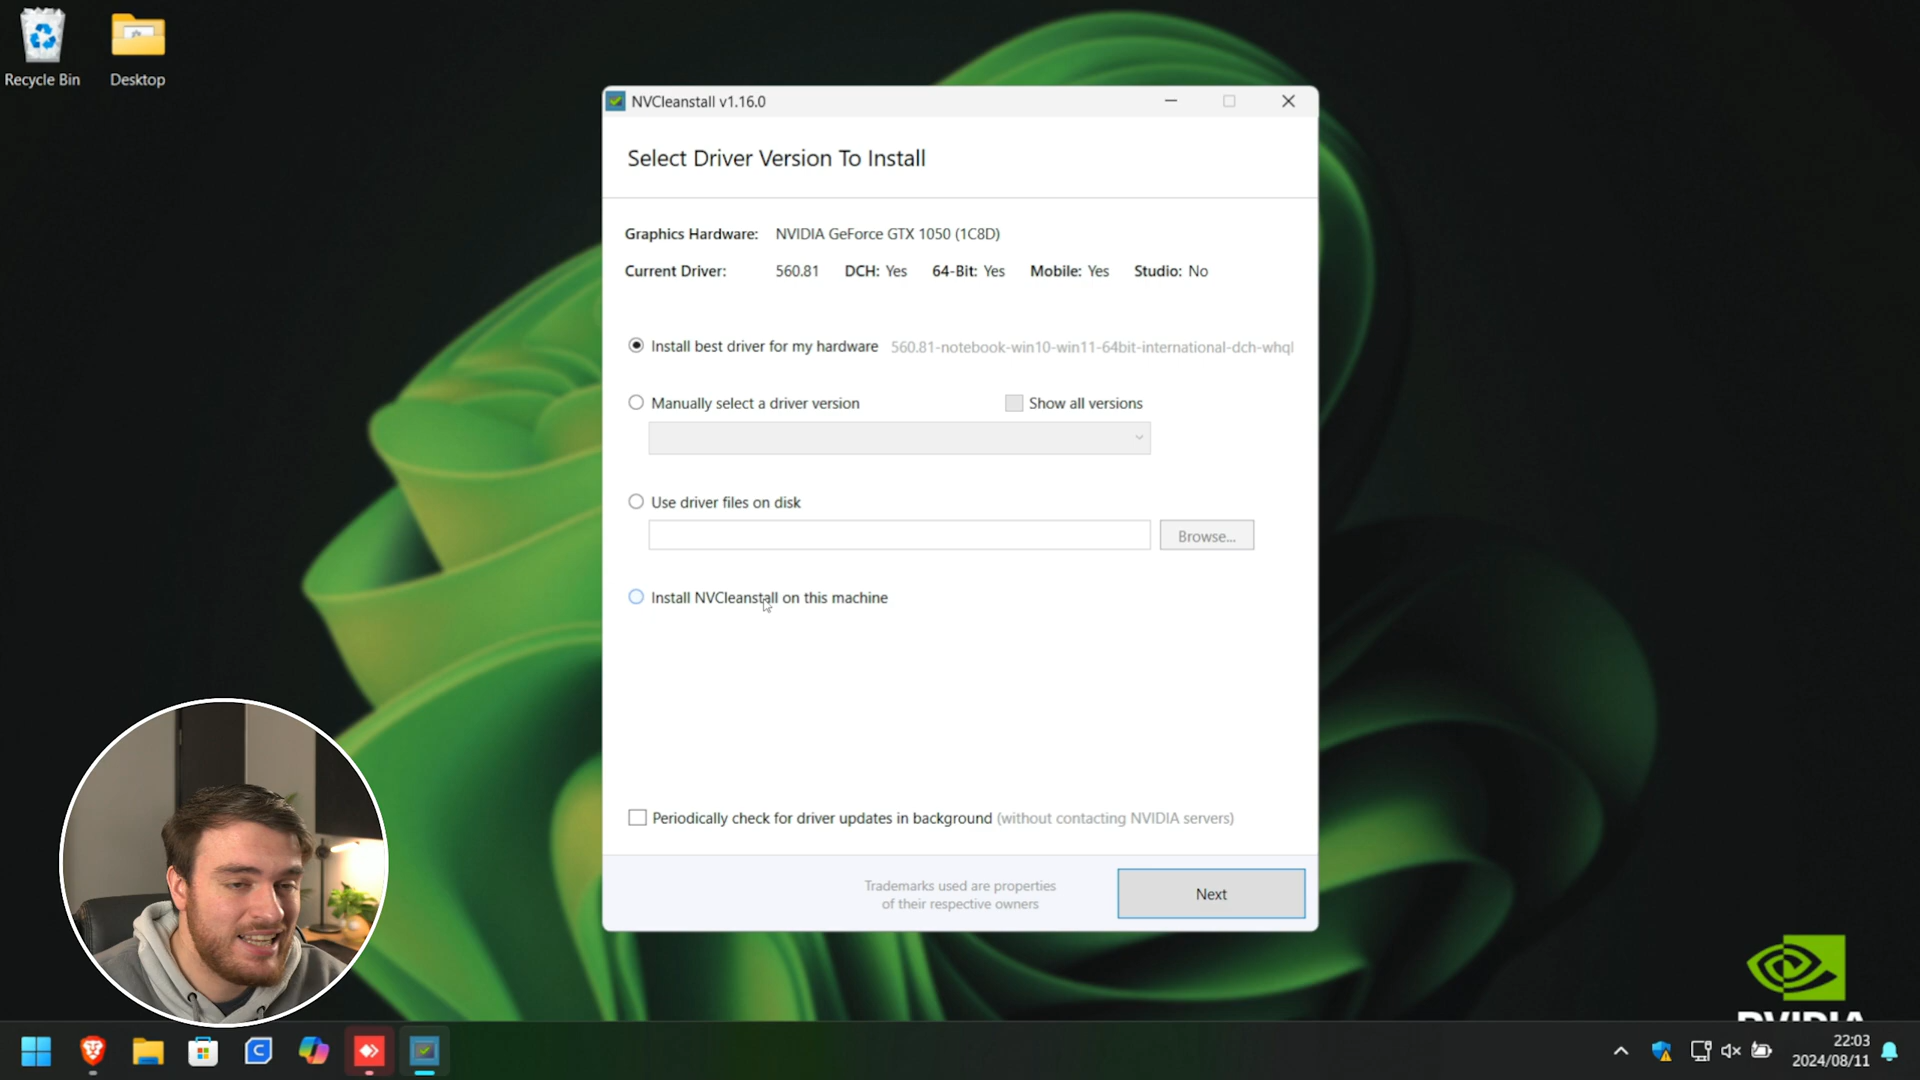 Recycle Bin
Desktop
NVCleanstall v1.16.0
Select Driver Version To Install
Graphics Hardware: NVIDIA GeForce GTX 1050 (1C8D)
Current Driver: 560.81 DCH: Yes 64-Bit: Yes Mobile: Yes Studio: No
Install best driver for my hardware 560.81-notebook-win10-win11-64bit-international-dch-whql
Manually select a driver version Show all versions
Use driver files on disk
Browse...
Install NVCleanstall on this machine
Periodically check for driver updates in background (without contacting NVIDIA servers)
Trademarks used are properties
of their respective owners
Next
NVIDIA
22:03
2024/08/11